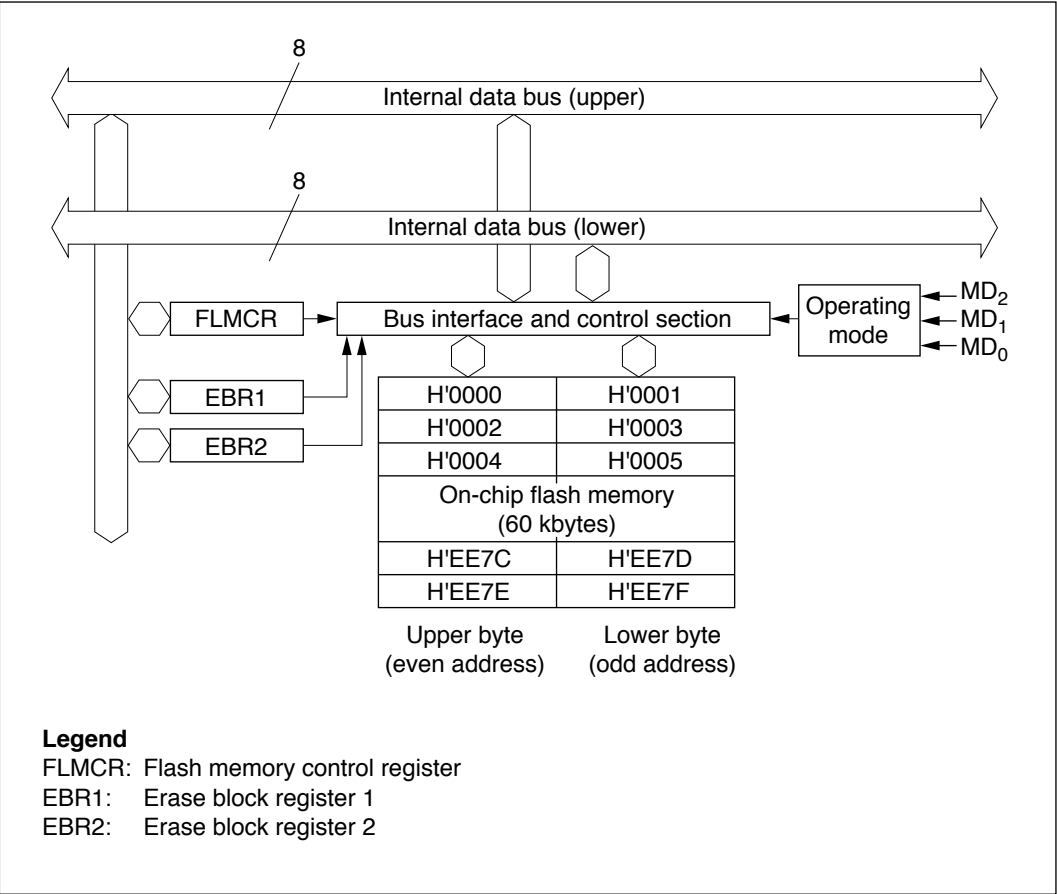 8
Internal data bus (upper)
8
Internal data bus (lower)
FLMCR
Bus interface and control section
Operating
mode
MD2
MD1
MD0
EBR1
EBR2
H'0000 H'0001
H'0002 H'0003
H'0004 H'0005
On-chip flash memory
(60 kbytes)
H'EE7C H'EE7D
H'EE7E H'EE7F
Upper byte Lower byte
(even address) (odd address)
Legend
FLMCR: Flash memory control register
EBR1: Erase block register 1
EBR2: Erase block register 2